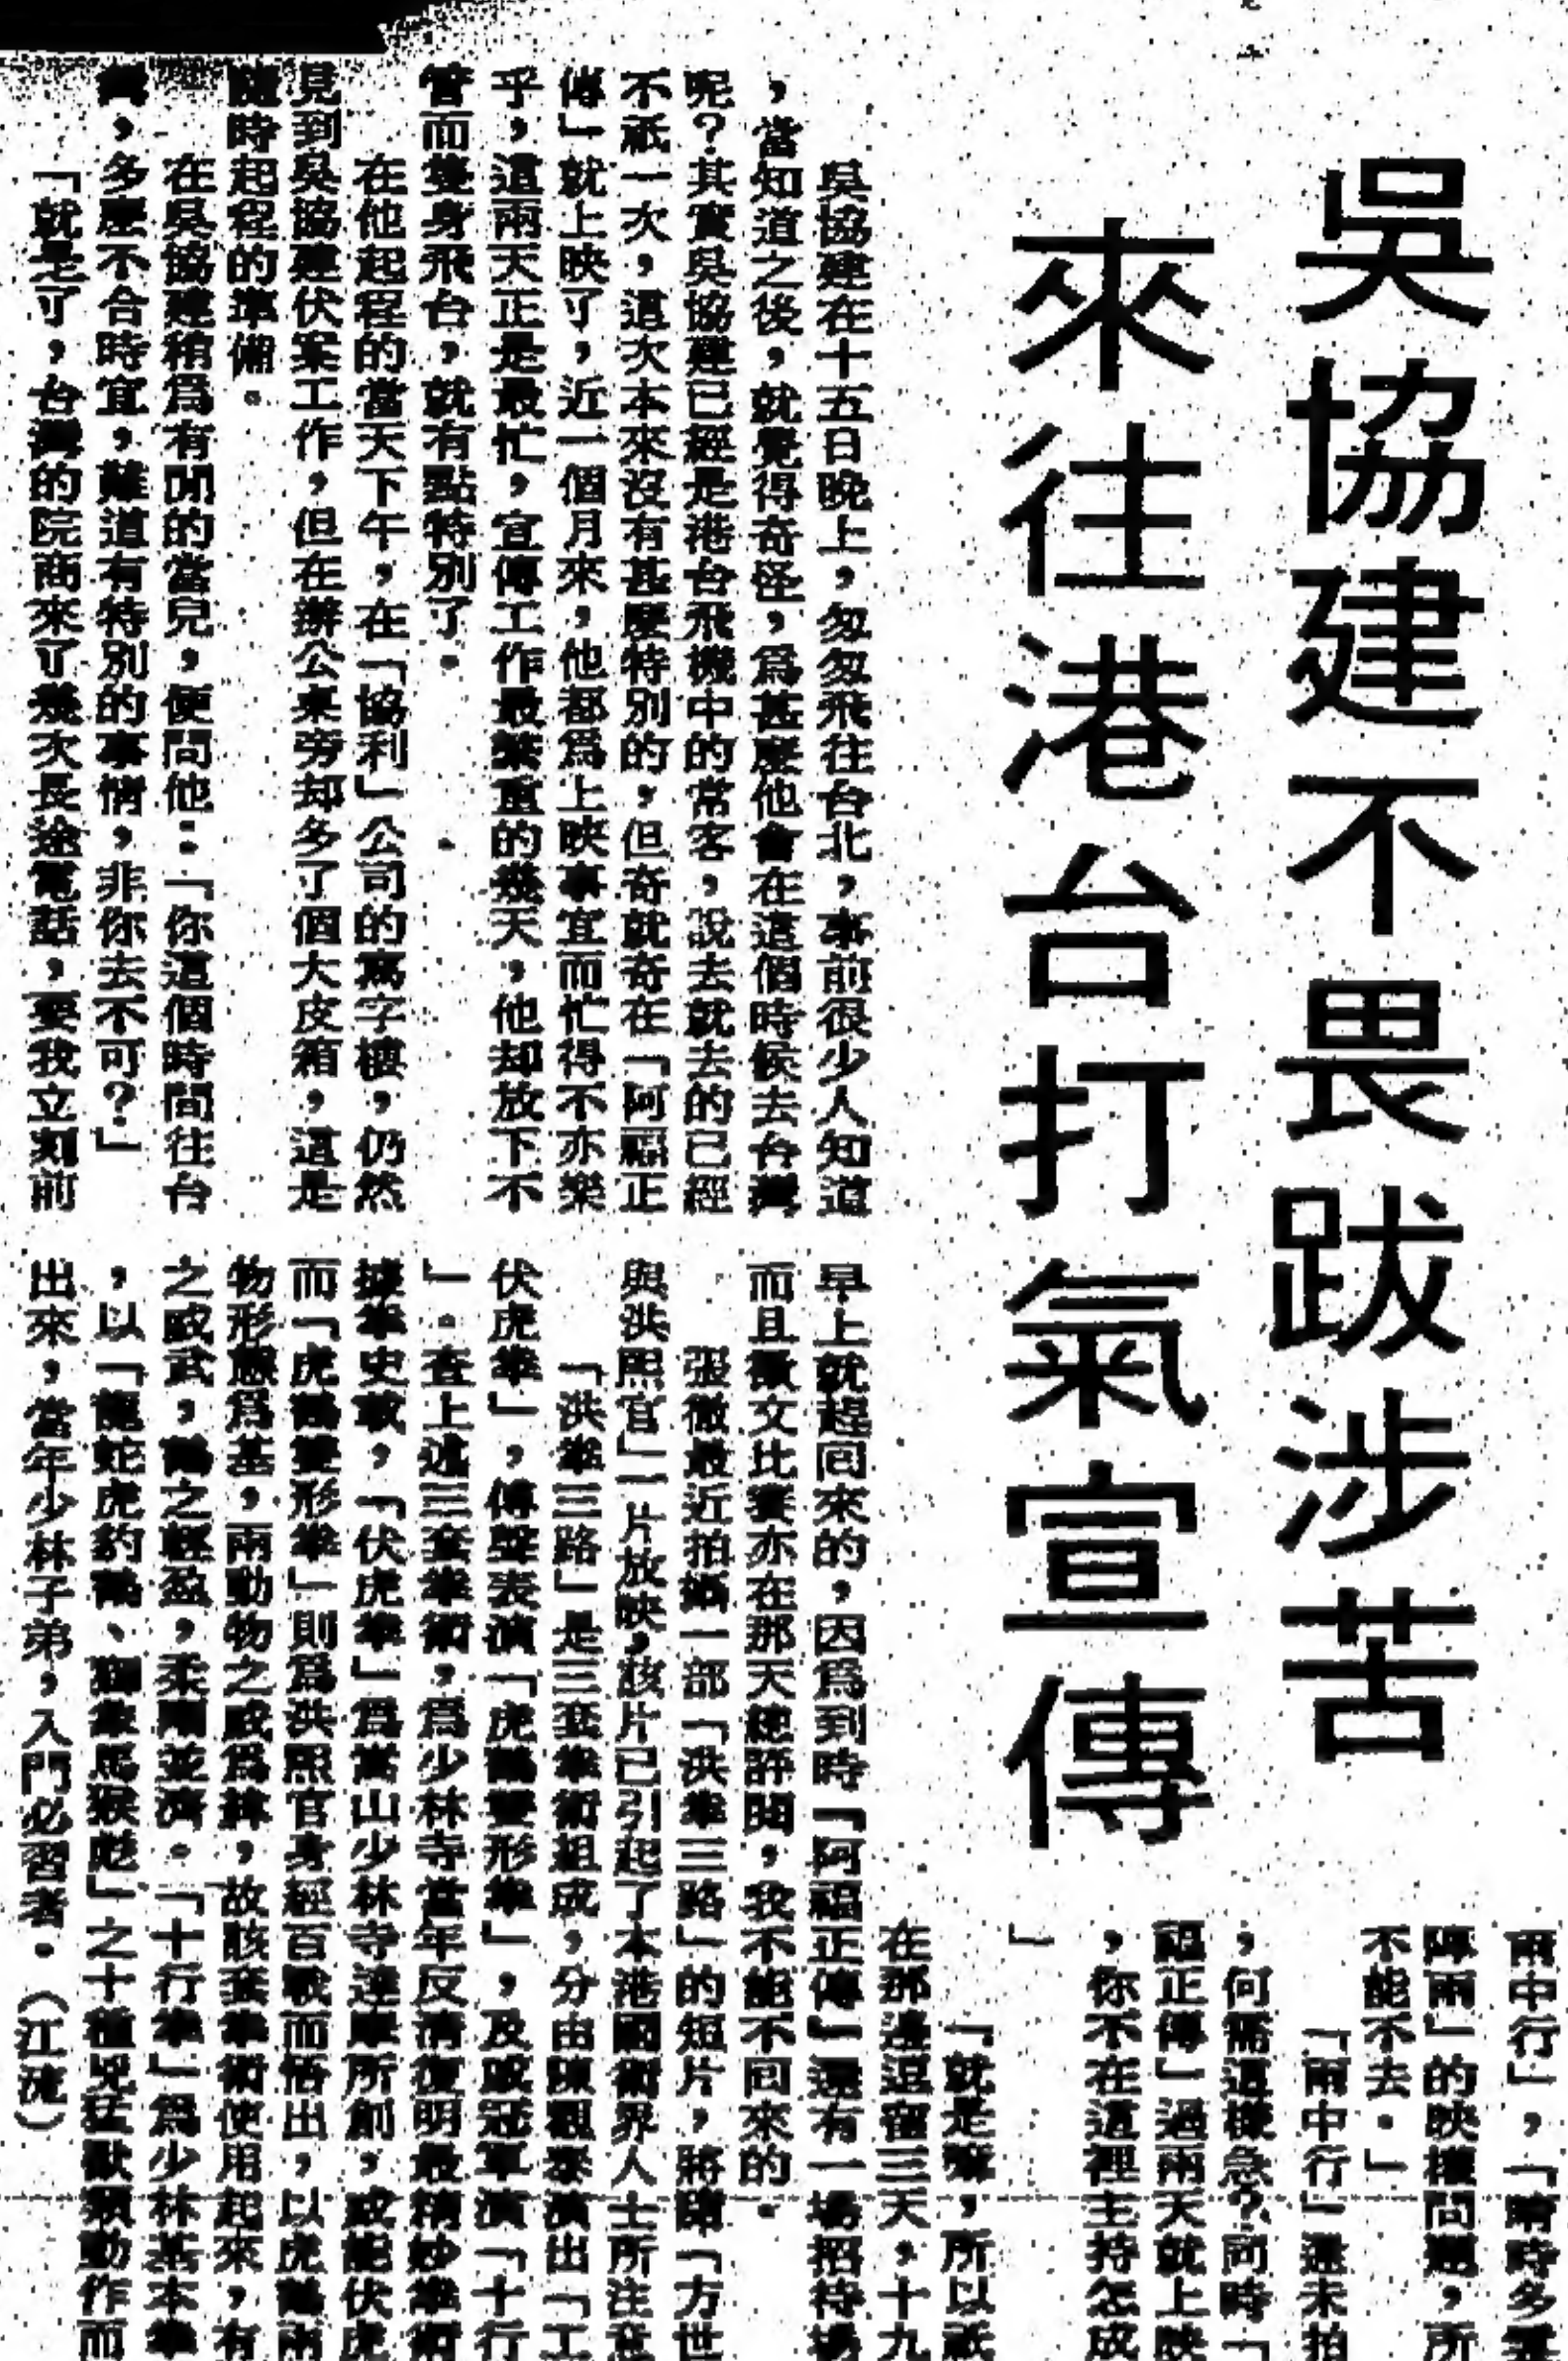 吳協建不畏跋涉苦
來往港台打氣宣傳
吳協建在十五日晚上，匆匆飛往台北，事前很少人知道
，當知道之後，就覺得奇怪，爲甚麽他會在這個時侯去台灣
呢？其實吳協建已經是港台飛機中的常客，說去就去的已經
不祇一次，這次本來沒有甚麽特別的，但奇就奇在「阿福正
傳」就上映了，近一個月來，他都爲上映事宜而忙得不亦樂
乎，這兩天正是最忙，宣傳工作最繁重的幾天，他却放下不
管而隻身飛台，就有點特別了。
在他起程的當天下午，在「協利」公司的寫字樓，仍然
見到吳協建伏案工作，但在辦公桌旁却多了個大皮箱，這是
隨時起程的準備。
在吳協建稍爲有閒的當兒，便問他：「你這個時間往台
灣，多麽不合時宜，難道有特別的事情，非你去不可？」
「就是可，台灣的院商來了幾次長途電話，要我立刻前
雨中行」，「晴時多雲
陣雨」的映權問題，所
不能不去。」
「雨中行」還未拍
，何需這樣急？同時「
福正傳」過兩天就上映
，你不在這裡主持怎成
」
「就是嘛，所以祇
在那邊逗留三天，十九
早上就趕回來的，因爲到時「阿福正傳」還有一場招待場
而且徵文比賽亦在那天總評閱，我不能不回來的。
張徹最近拍攝一部「洪拳三路」的短片，將隨「方世
與洪熙官」一片放映，該片已引起了本港國術界人士所注意
「洪拳三路」是三套拳術組成，分由陳觀泰演出「工
伏虎拳」，傅聲表演「虎鶴雙形拳」，及戚冠軍演「十行
」。查上述三套拳術，爲少林寺當年反清復明最精妙拳術
據拳史載，「伏虎拳」爲嵩山少林寺達摩所創，威能伏虎
而「虎鶴雙形拳」則爲洪熙官身經百戰而悟出，以虎鶴兩
物形態爲基，兩動物之威爲緯，故該套拳術使用起來，有
之威武，鶴之輕盈，柔剛並濟。「十行拳」爲少林基本拳
，以「龍蛇虎豹鶴、獅象馬猴彪」之十種兇猛獸類動作而
出來，當年少林子弟，入門必習者。（江流）